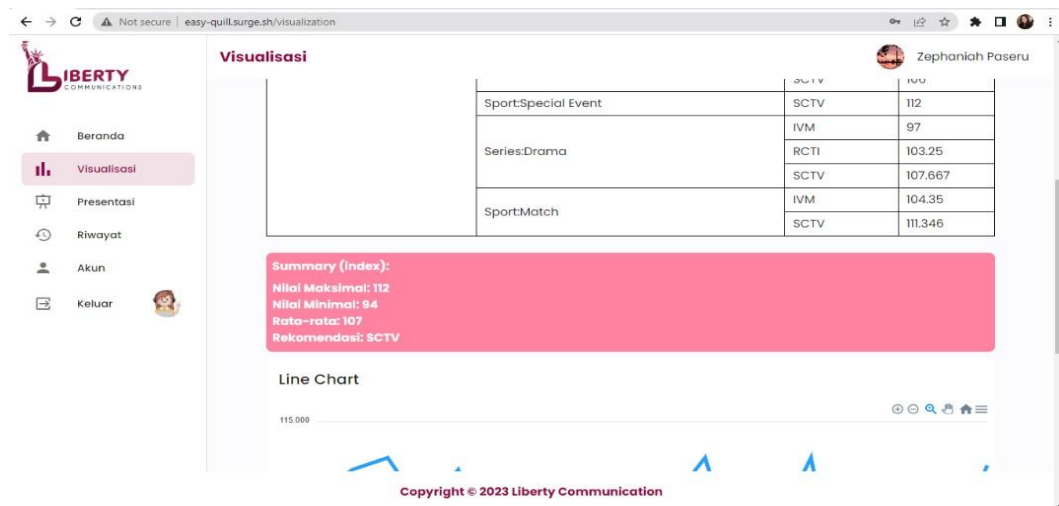 Not secure | easy-quill.surge.sh/visualization
LIBERTY
COMMUNICATIONS
Visualisasi
Zephaniah Paseru
Beranda
Visualisasi
Presentasi
Riwayat
Akun
Keluar
SCTV 106
Sport:Special Event SCTV 112
IVM 97
Series:Drama RCTI 103.25
SCTV 107.667
IVM 104.35
Sport:Match
SCTV 111.346
Summary (index):
Nilai Maksimal: 112
Nilai Minimal: 94
Rata-rata: 107
Rekomendasi: SCTV
Line Chart
115.000
Copyright © 2023 Liberty Communication